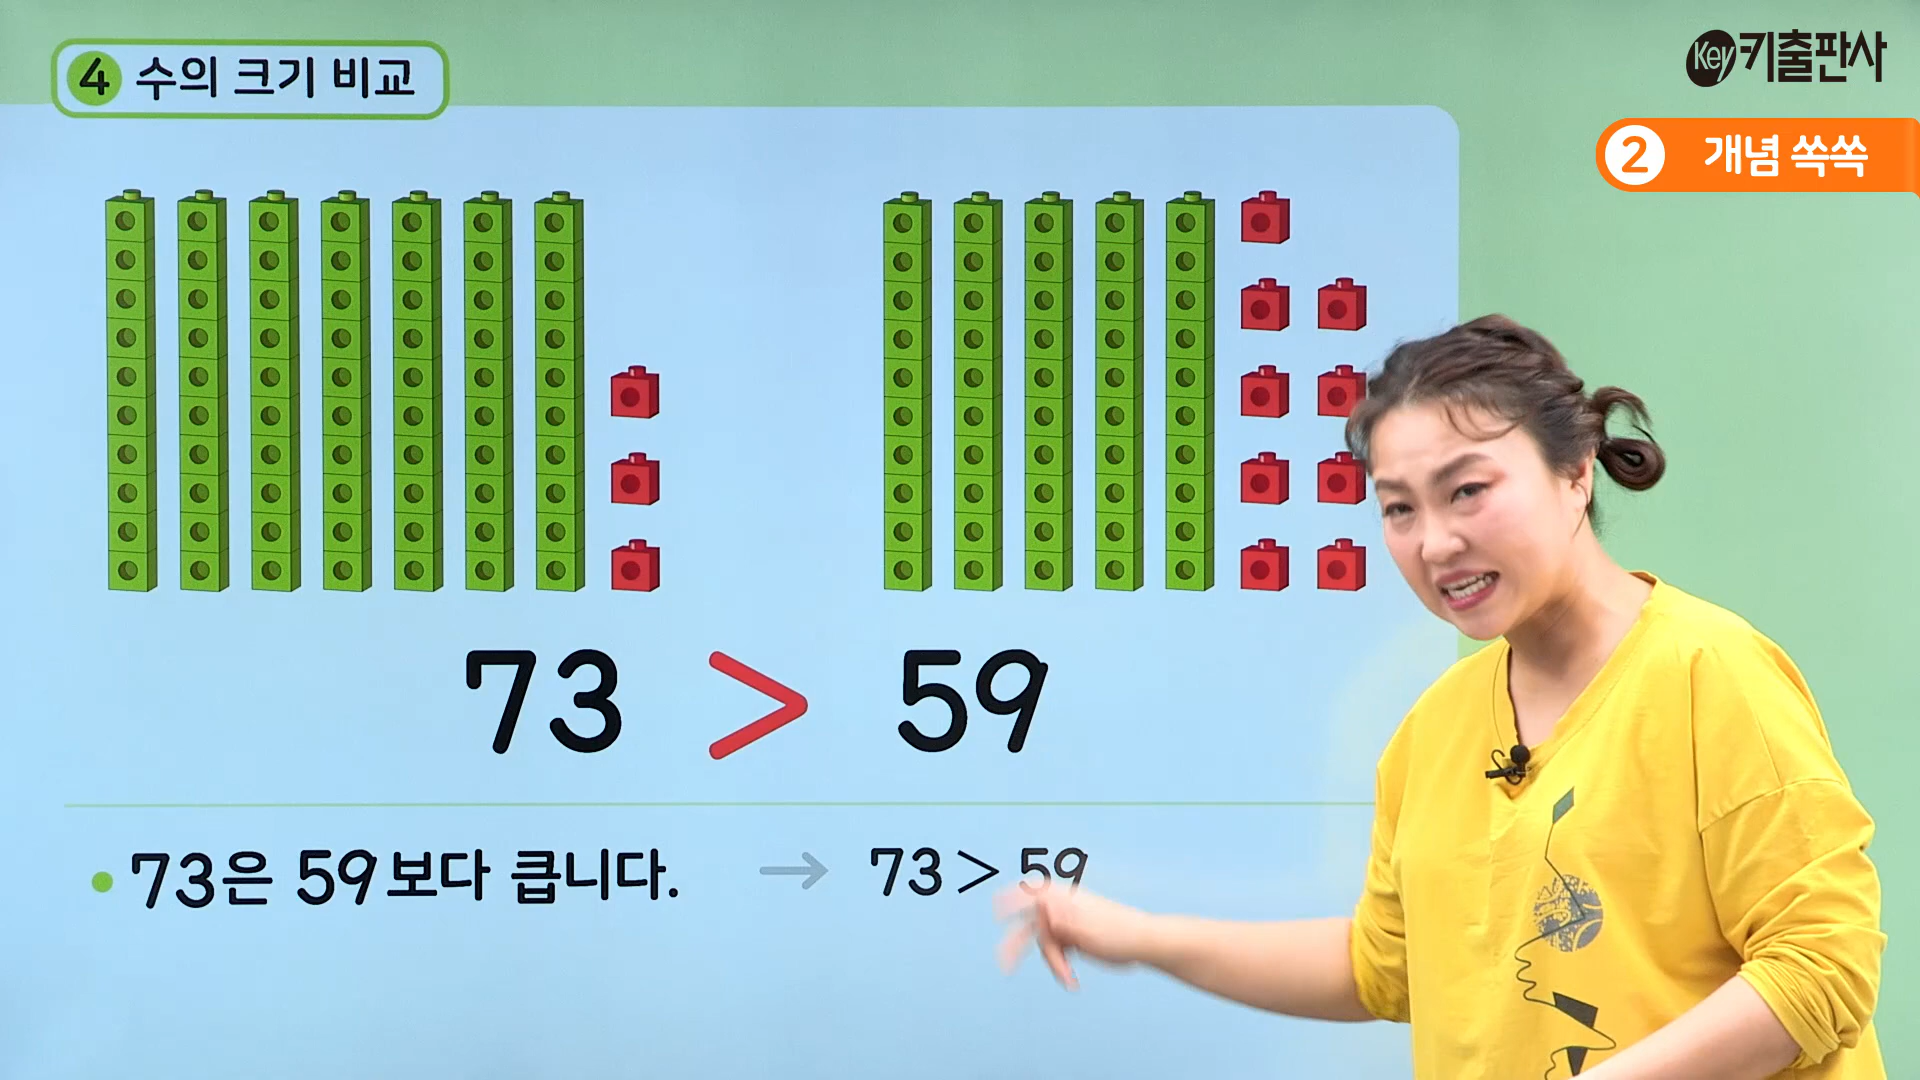 4 수의 크기 비교
Key 키출판사
2 개념 쏙쏙
73 > 59
73은 59보다 큽니다. → 73 > 59